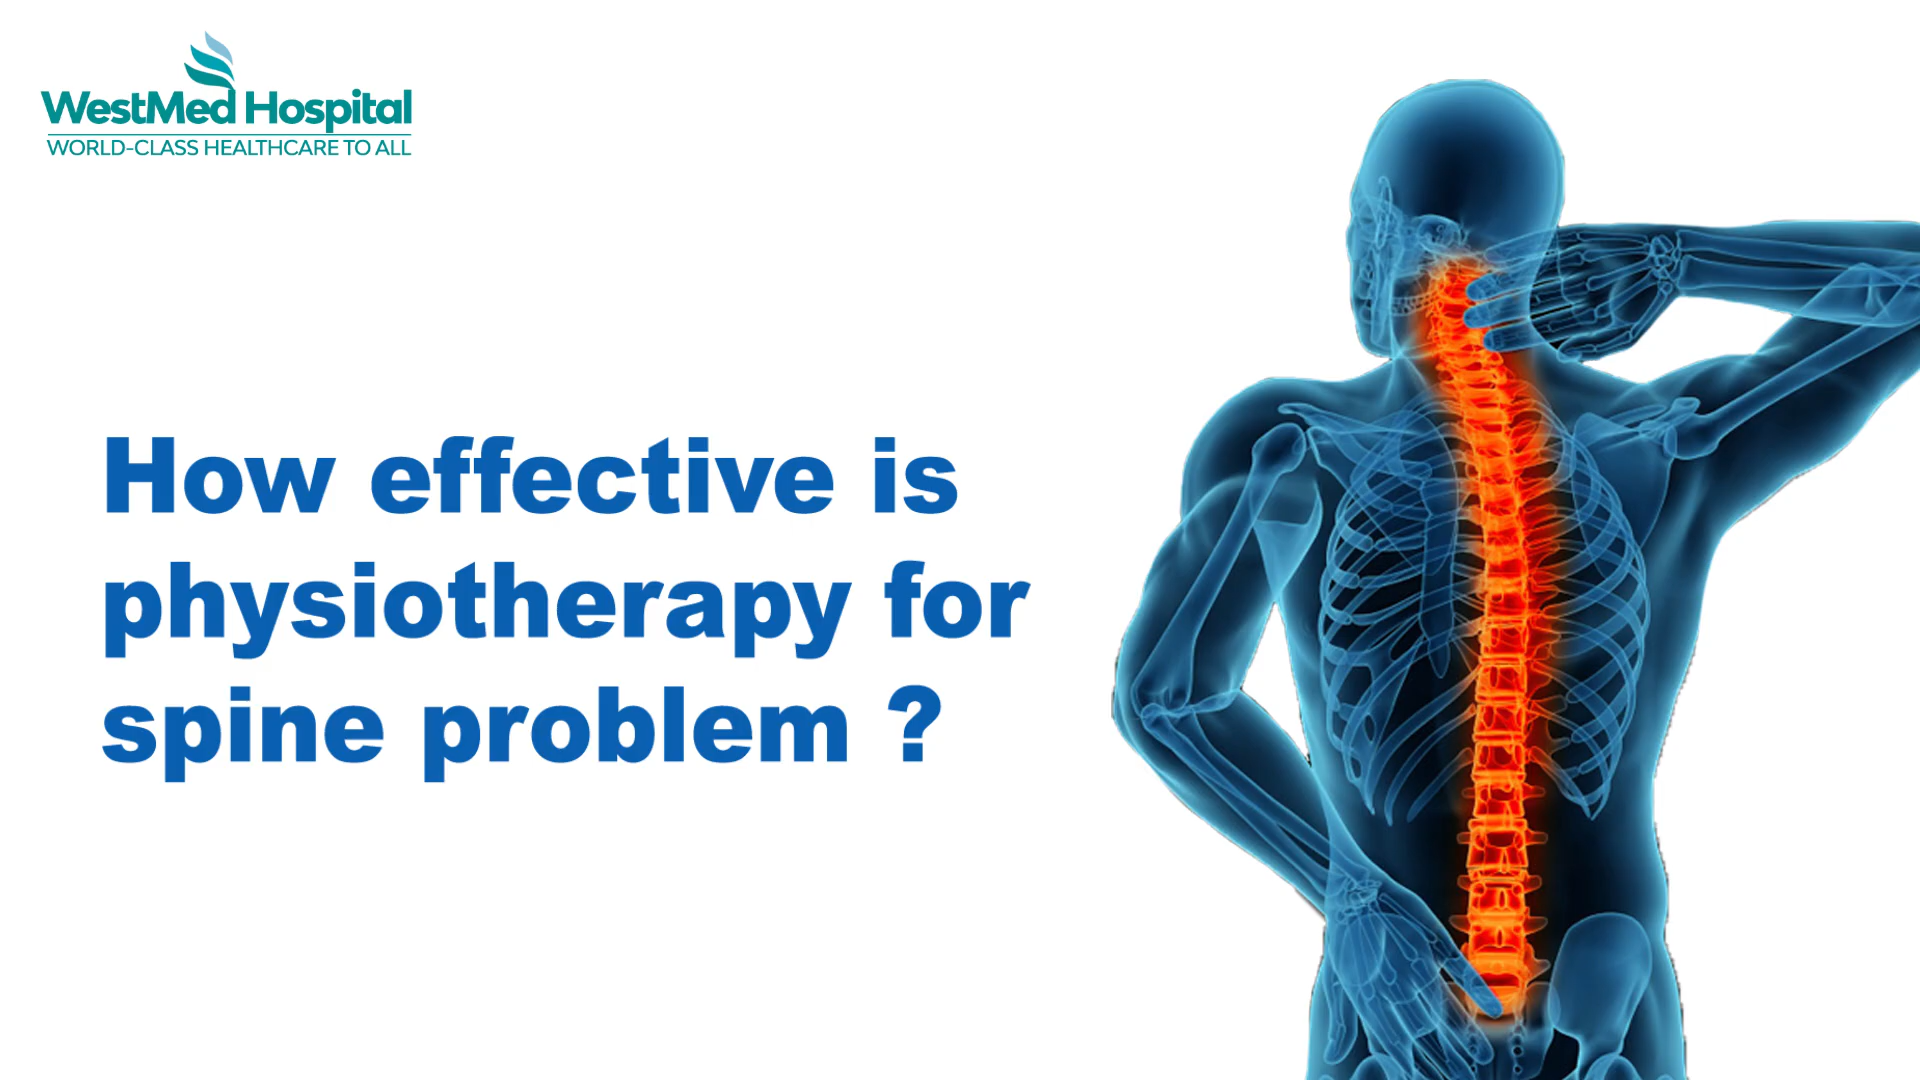 WestMed Hospital
WORLD-CLASS HEALTHCARE TO ALL
How effective is
physiotherapy for
spine problem ?